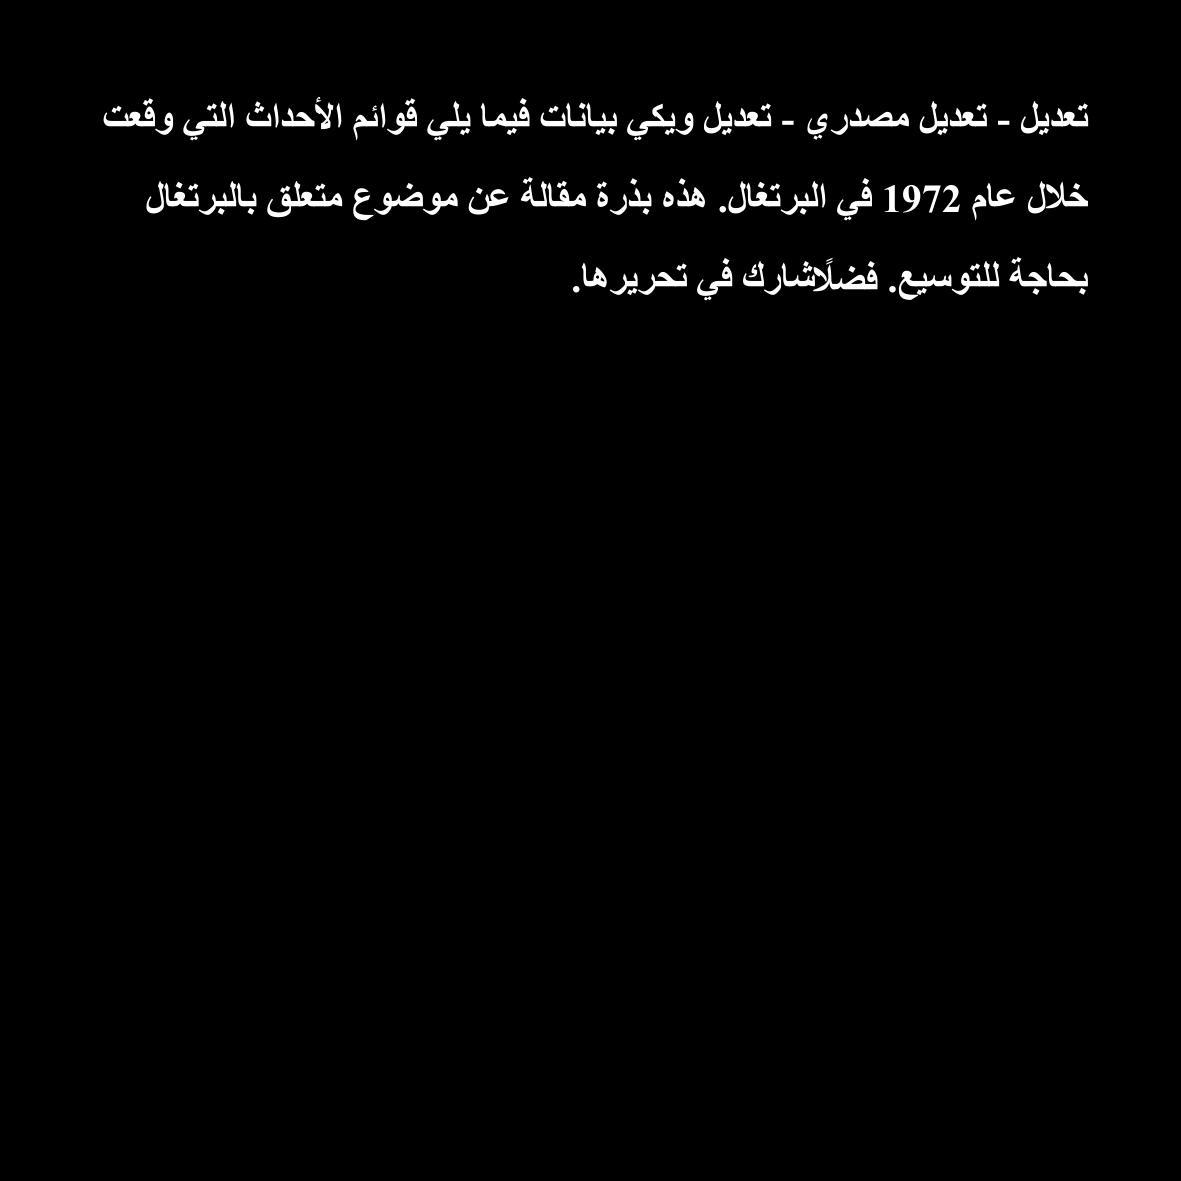 تعديل - تعديل مصدري - تعديل ويكي بيانات فيما يلي قوائم الأحداث التي وقعت
خلال عام 1972 في البرتغال. هذه بذرة مقالة عن موضوع متعلق بالبرتغال
بحاجة للتوسيع. فضلًاشارك في تحريرها.